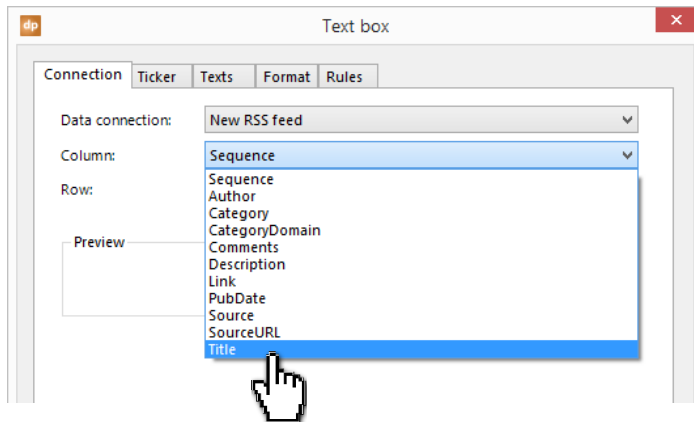 dp
Text box
Connection Ticker Texts Format Rules
Data connection: New RSS feed
Column: Sequence
Row:
Sequence
Author
Category
CategoryDomain
Comments
Description
Link
PubDate
Source
SourceURL
Title
Preview